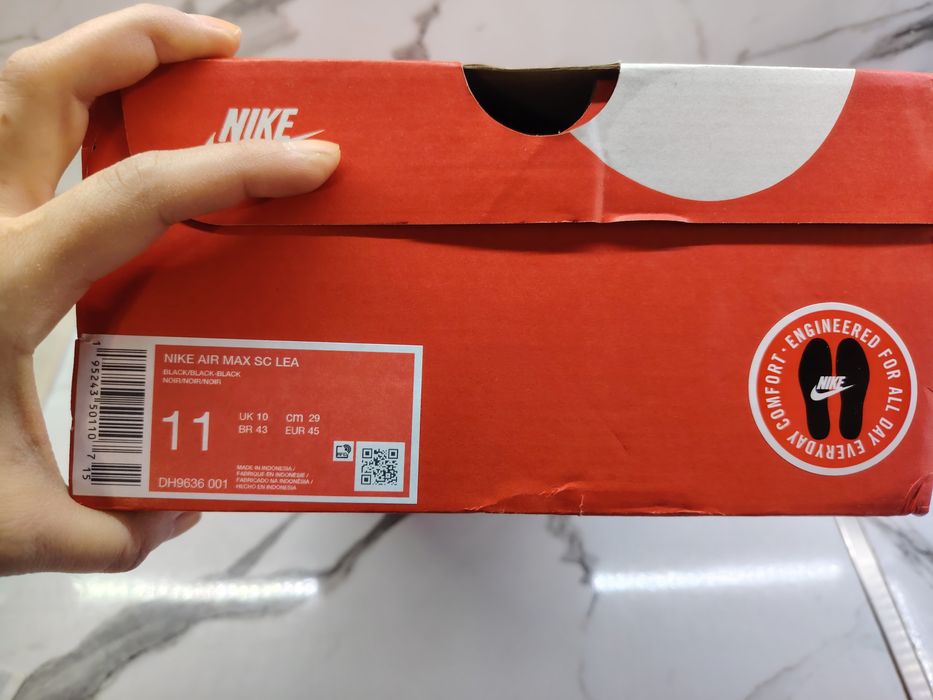 NIKE
NIKE AIR MAX SC LEA
BLACK/BLACK-BLACK
NOIR/NOIR/NOIR
11
UK 10 cm 29
BR 43 EUR 45
MADE IN INDONESIA /
FABRIQUÉ EN INDONÉSIE /
FABRICADO NA INDONÉSIA /
HECHO EN INDONESIA
DH9636 001
1 95243 50110 7 15
ENGINEERED FOR ALL DAY EVERYDAY COMFORT ·
NIKE